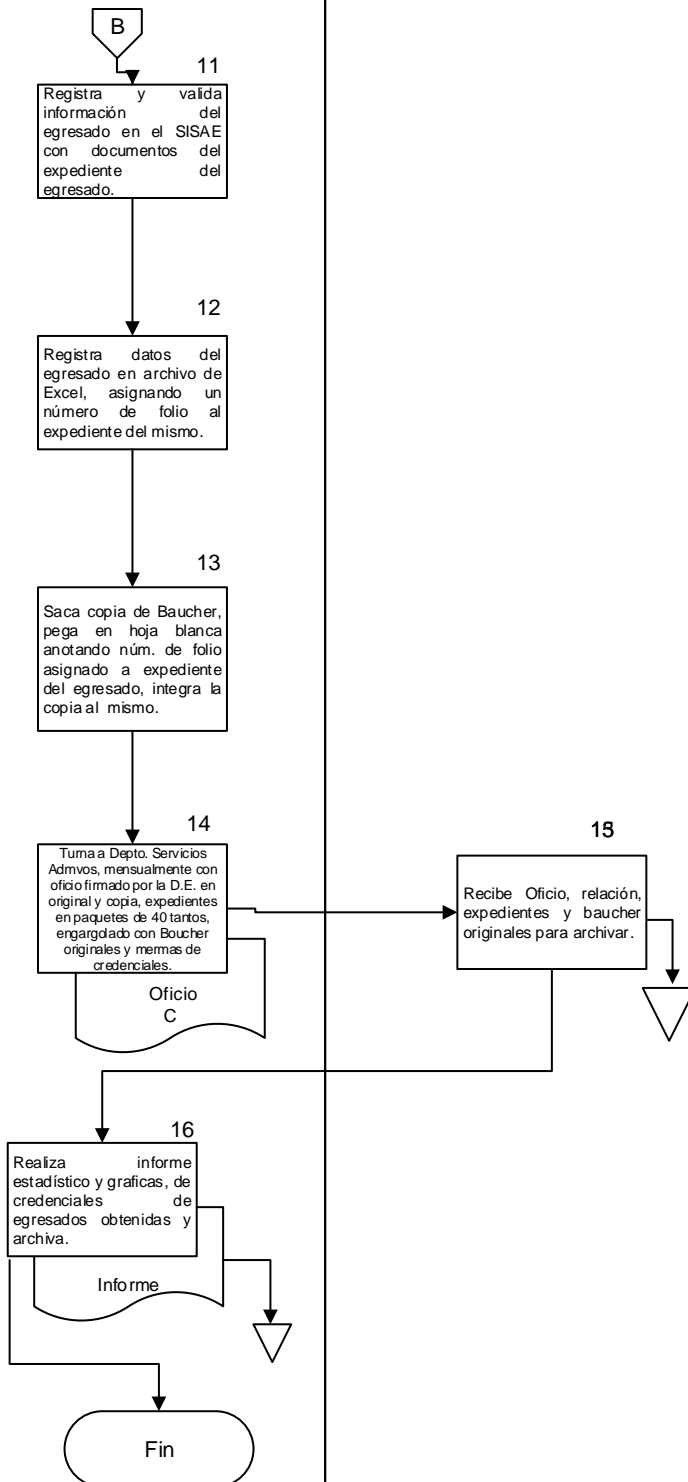 B
11
Registra y valida
información del
egresado en el SISAE
con documentos del
expediente del
egresado.
12
Registra datos del
egresado en archivo de
Excel, asignando un
número de folio al
expediente del mismo.
13
Saca copia de Baucher,
pega en hoja blanca
anotando núm. de folio
asignado a expediente
del egresado, integra la
copia al mismo.
14
Turna a Depto. Servicios
Admvos, mensualmente con
oficio firmado por la D.E. en
original y copia, expedientes
en paquetes de 40 tantos,
engargolado con Boucher
originales y mermas de
credenciales.
Oficio
C
Recibe Oficio, relación,
expedientes y baucher
originales para archivar.
16
Realiza informe
estadístico y graficas, de
credenciales de
egresados obtenidas y
archiva.
Informe
Fin